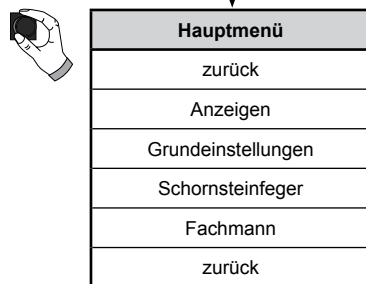 Hauptmenü
zurück
Anzeigen
Grundeinstellungen
Schornsteinfeger
Fachmann
zurück